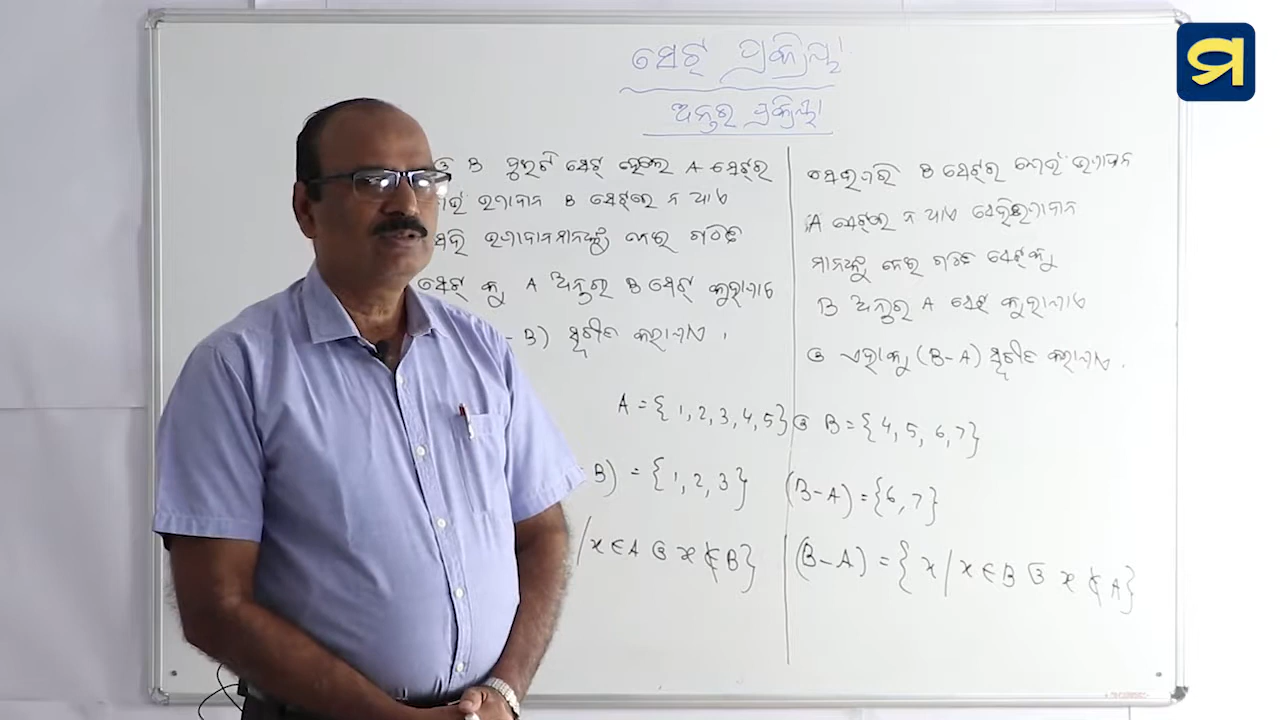 ସେଟ୍ ପ୍ରକ୍ରିୟା
ଅନ୍ତର ପ୍ରକ୍ରିୟା
ଓ B ଦୁଇଟି ସେଟ୍ ହେଲେ A ସେଟ୍‌ର
ଉପାଦାନ B ସେଟ୍‌ରେ ନ ଥାଏ
ସେହି ଉପାଦାନମାନଙ୍କୁ ନେଇ ଗଠିତ
ସେଟ୍ କୁ A ଅନ୍ତର B ସେଟ୍ କୁହାଯାଏ
- B) ସୂଚୀତ କରାଯାଏ ।
A = { 1, 2, 3, 4, 5 } ଓ B = { 4, 5, 6, 7 }
B) = { 1, 2, 3 }
/ x ∈ A ଓ x ∉ B }
ସେହିପରି B ସେଟ୍‌ର ଯେଉଁ ଉପାଦାନ
A ସେଟ୍‌ରେ ନ ଥାଏ ସେହି ଉପାଦାନ
ମାନଙ୍କୁ ନେଇ ଗଠିତ ସେଟ୍‌କୁ
B ଅନ୍ତର A ସେଟ୍ କୁହାଯାଏ
ଓ ଏହାକୁ (B - A) ସୂଚୀତ କରାଯାଏ .
(B - A) = { 6, 7 }
(B - A) = { x / x ∈ B ଓ x ∉ A }
ସ